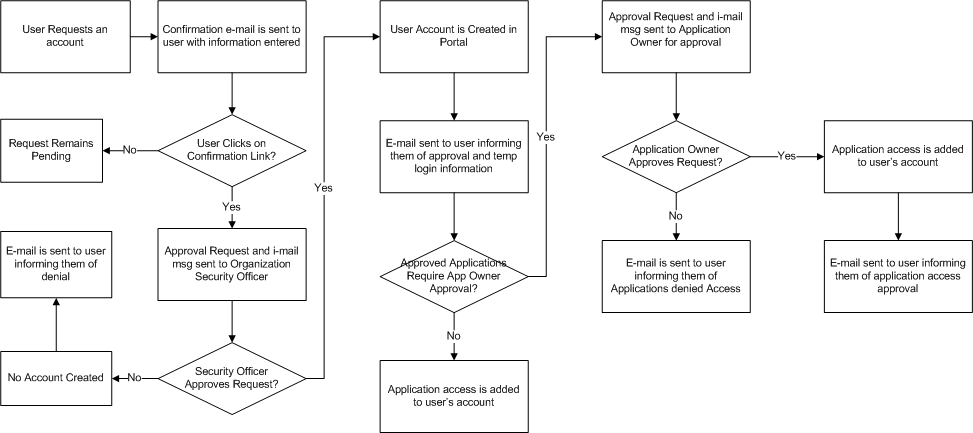 User Requests an
account
Confirmation e-mail is sent to
user with information entered
User Clicks on
Confirmation Link?
No
Request Remains
Pending
Yes
Approval Request and i-mail
msg sent to Organization
Security Officer
Security Officer
Approves Request?
No
No Account Created
E-mail is sent to user
informing them of
denial
Yes
User Account is Created in
Portal
E-mail sent to user informing
them of approval and temp
login information
Approved Applications
Require App Owner
Approval?
No
Application access is added
to user's account
Yes
Approval Request and i-mail
msg sent to Application
Owner for approval
Application Owner
Approves Request?
No
E-mail is sent to user
informing them of
Applications denied Access
Yes
Application access is added to
user's account
E-mail sent to user informing
them of application access
approval